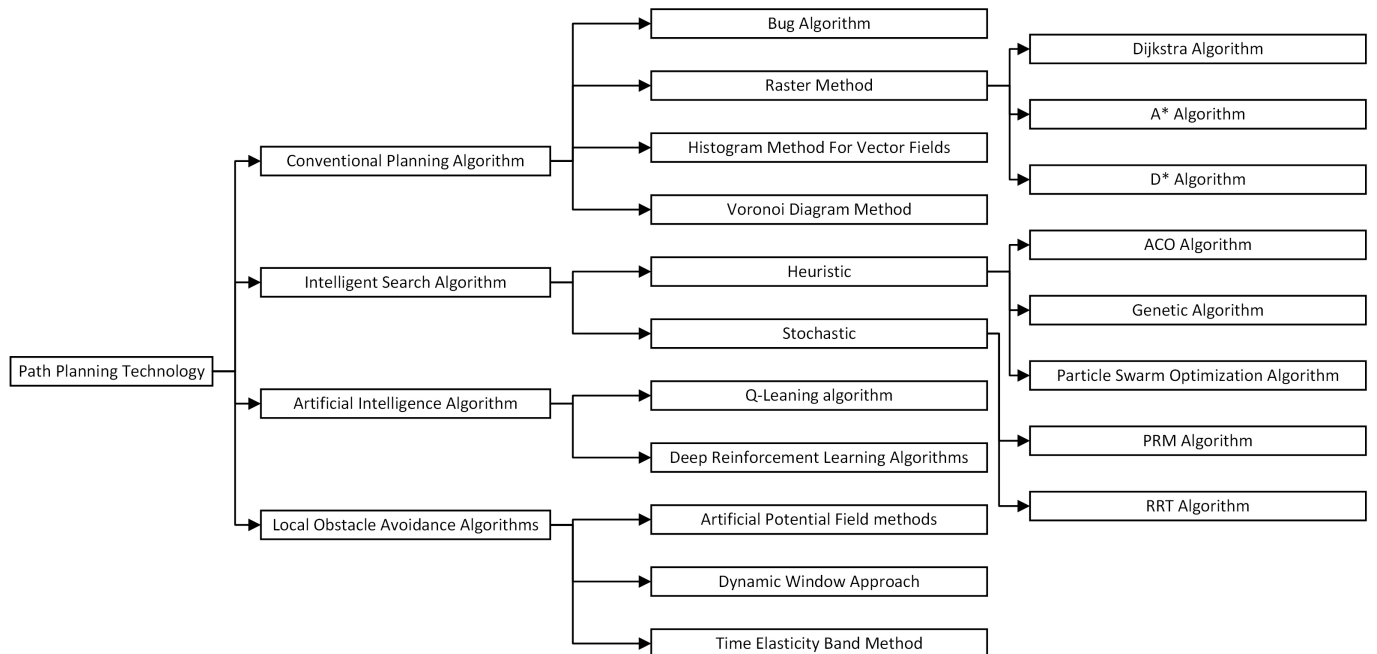 Path Planning Technology
Conventional Planning Algorithm
Intelligent Search Algorithm
Artificial Intelligence Algorithm
Local Obstacle Avoidance Algorithms
Bug Algorithm
Raster Method
Histogram Method For Vector Fields
Voronoi Diagram Method
Heuristic
Stochastic
Q-Leaning algorithm
Deep Reinforcement Learning Algorithms
Artificial Potential Field methods
Dynamic Window Approach
Time Elasticity Band Method
Dijkstra Algorithm
A* Algorithm
D* Algorithm
ACO Algorithm
Genetic Algorithm
Particle Swarm Optimization Algorithm
PRM Algorithm
RRT Algorithm